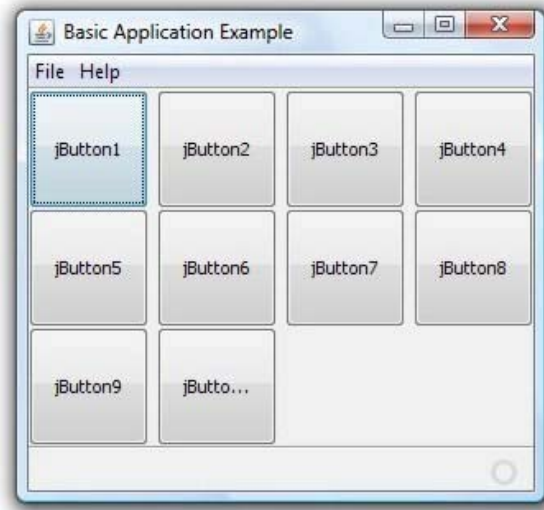 Basic Application Example
File Help
jButton1 jButton2 jButton3 jButton4
jButton5 jButton6 jButton7 jButton8
jButton9 jButto...